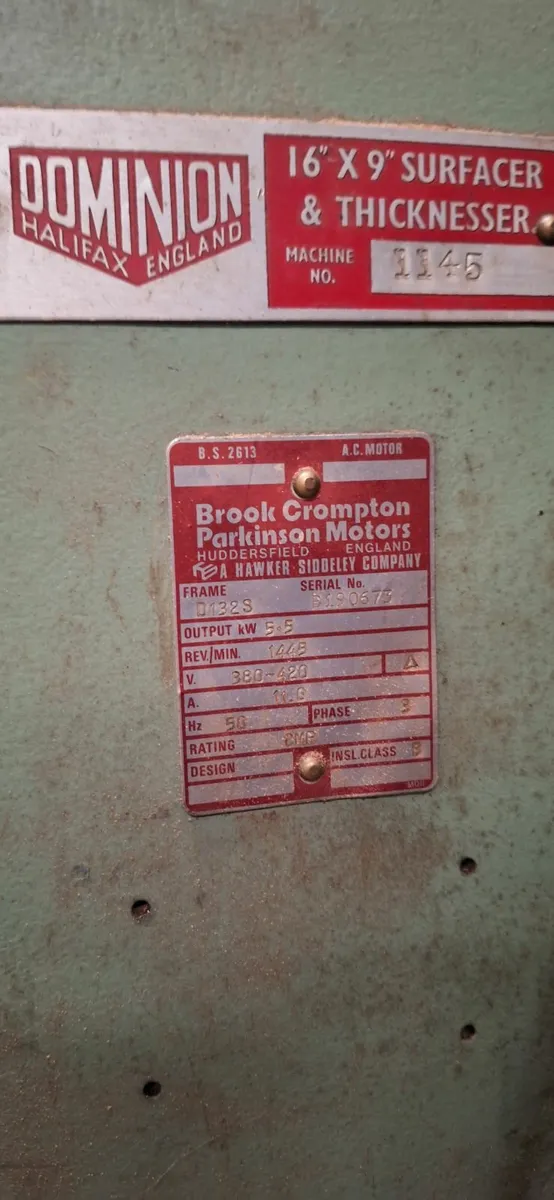 DOMINION
HALIFAX ENGLAND
16" X 9" SURFACER
& THICKNESSER
MACHINE NO. 1145
B.S. 2613 A.C. MOTOR
Brook Crompton
Parkinson Motors
HUDDERSFIELD ENGLAND
A HAWKER SIDDELEY COMPANY
FRAME SERIAL No.
D132S
OUTPUT kW 5.5
REV/MIN. 1445
V. 380-420 Δ
A.
Hz 50 PHASE 3
RATING CMR
DESIGN INSL.CLASS